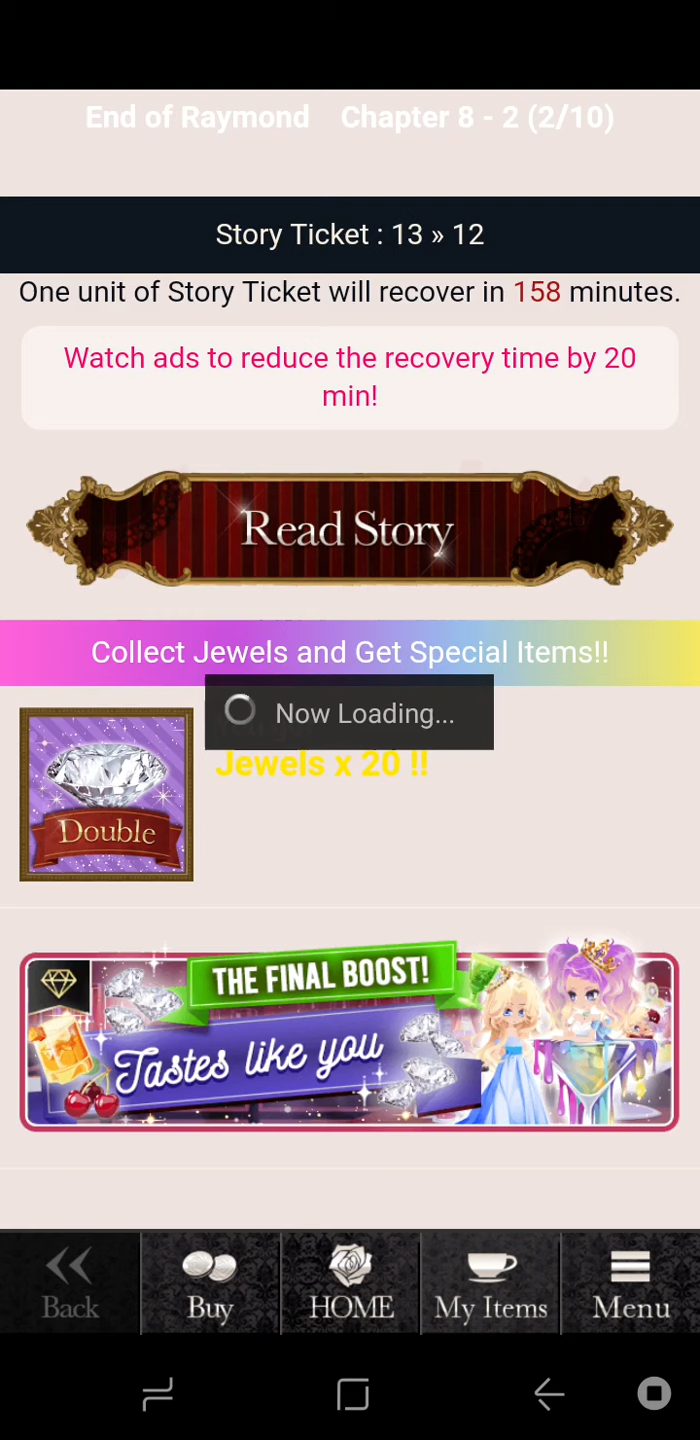 End of Raymond Chapter 8 - 2 (2/10)
Story Ticket : 13 » 12
One unit of Story Ticket will recover in 158 minutes.
Watch ads to reduce the recovery time by 20
min!
Read Story
Collect Jewels and Get Special Items!!
Now Loading...
Jewels x 20 !!
Double
THE FINAL BOOST!
Tastes like you
Back
Buy
HOME
My Items
Menu